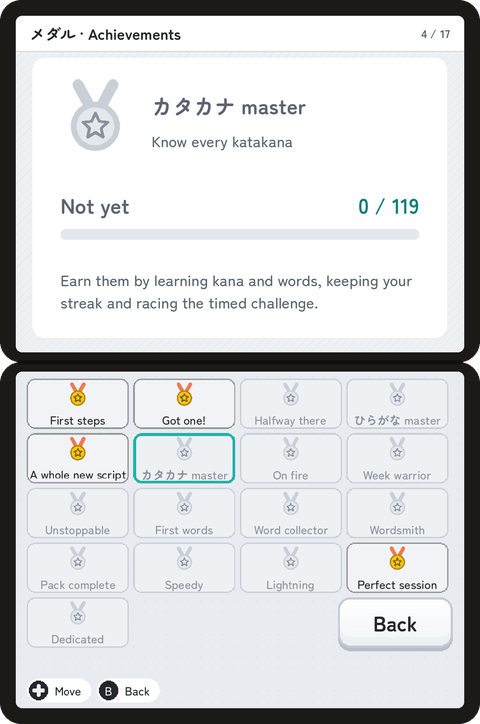 メダル · Achievements
4 / 17
カタカナ master
Know every katakana
Not yet
0 / 119
Earn them by learning kana and words, keeping your
streak and racing the timed challenge.
First steps
Got one!
Halfway there
ひらがな master
A whole new script
カタカナ master
On fire
Week warrior
Unstoppable
First words
Word collector
Wordsmith
Pack complete
Speedy
Lightning
Perfect session
Dedicated
Back
Move
B Back